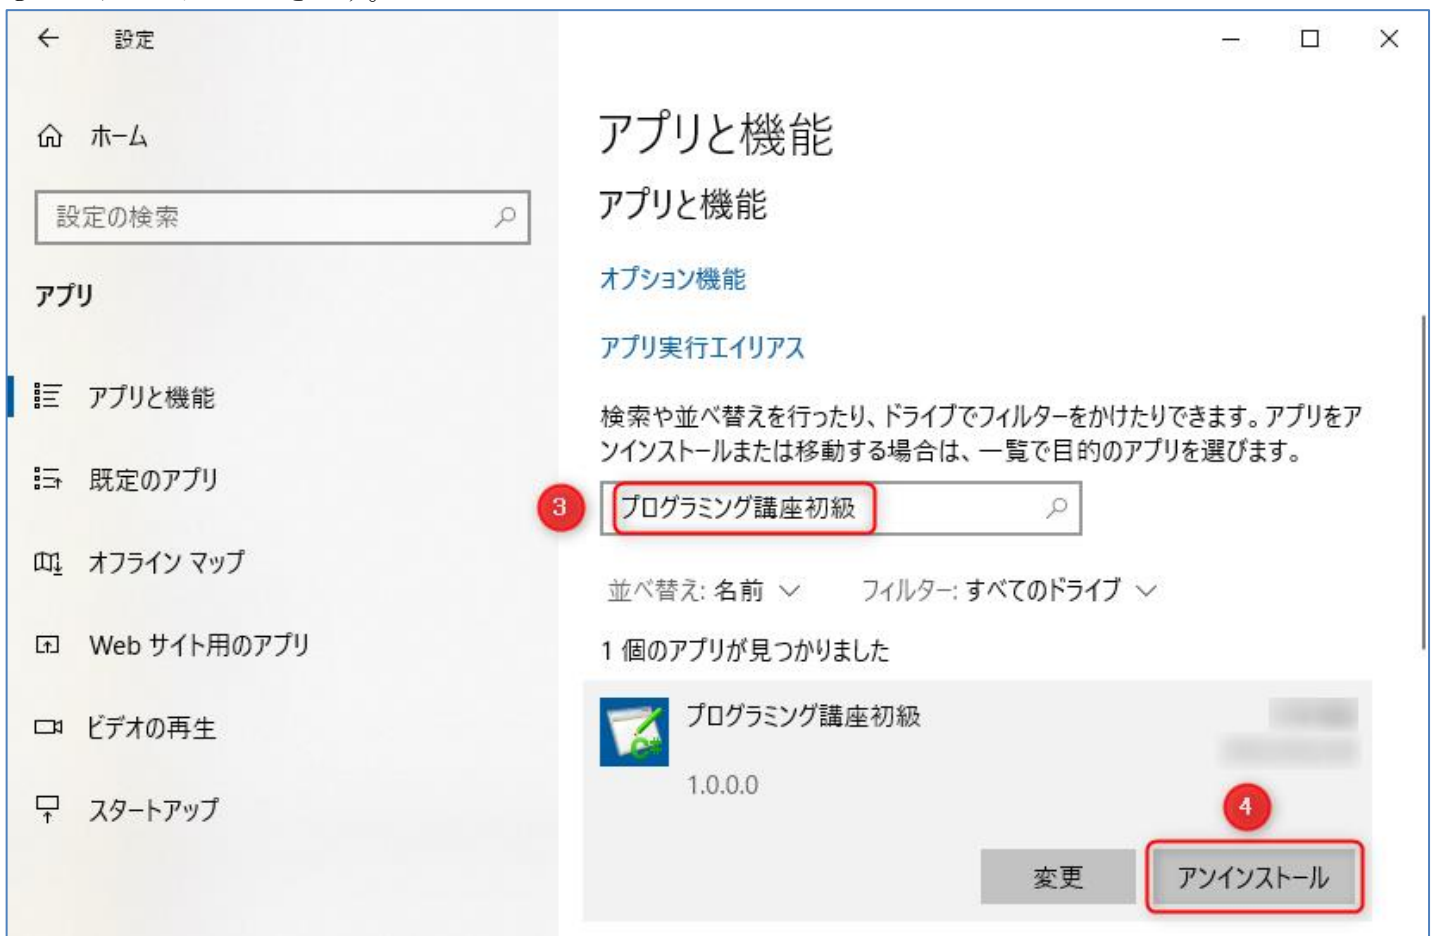 設定
ホーム
設定の検索
アプリ
アプリと機能
既定のアプリ
オフライン マップ
Web サイト用のアプリ
ビデオの再生
スタートアップ
アプリと機能
アプリと機能
オプション機能
アプリ実行エイリアス
検索や並べ替えを行ったり、ドライブでフィルターをかけたりできます。アプリをア
ンインストールまたは移動する場合は、一覧で目的のアプリを選びます。
3
プログラミング講座初級
並べ替え: 名前 フィルター: すべてのドライブ
1 個のアプリが見つかりました
プログラミング講座初級
C#
1.0.0.0
4
変更 アンインストール